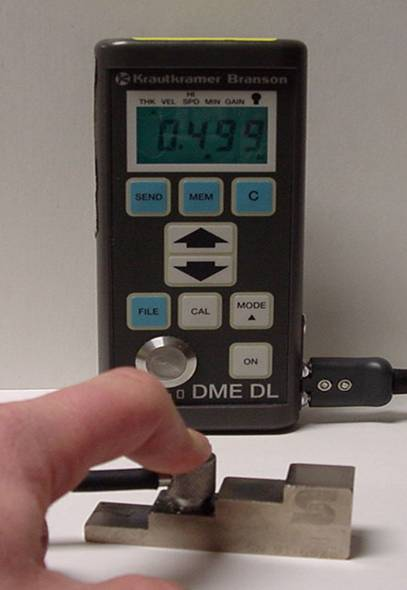 Krautkramer Branson
HI
THK VEL SPD MIN GAIN
0.499
SEND MEM C
FILE CAL MODE
ON
DME DL